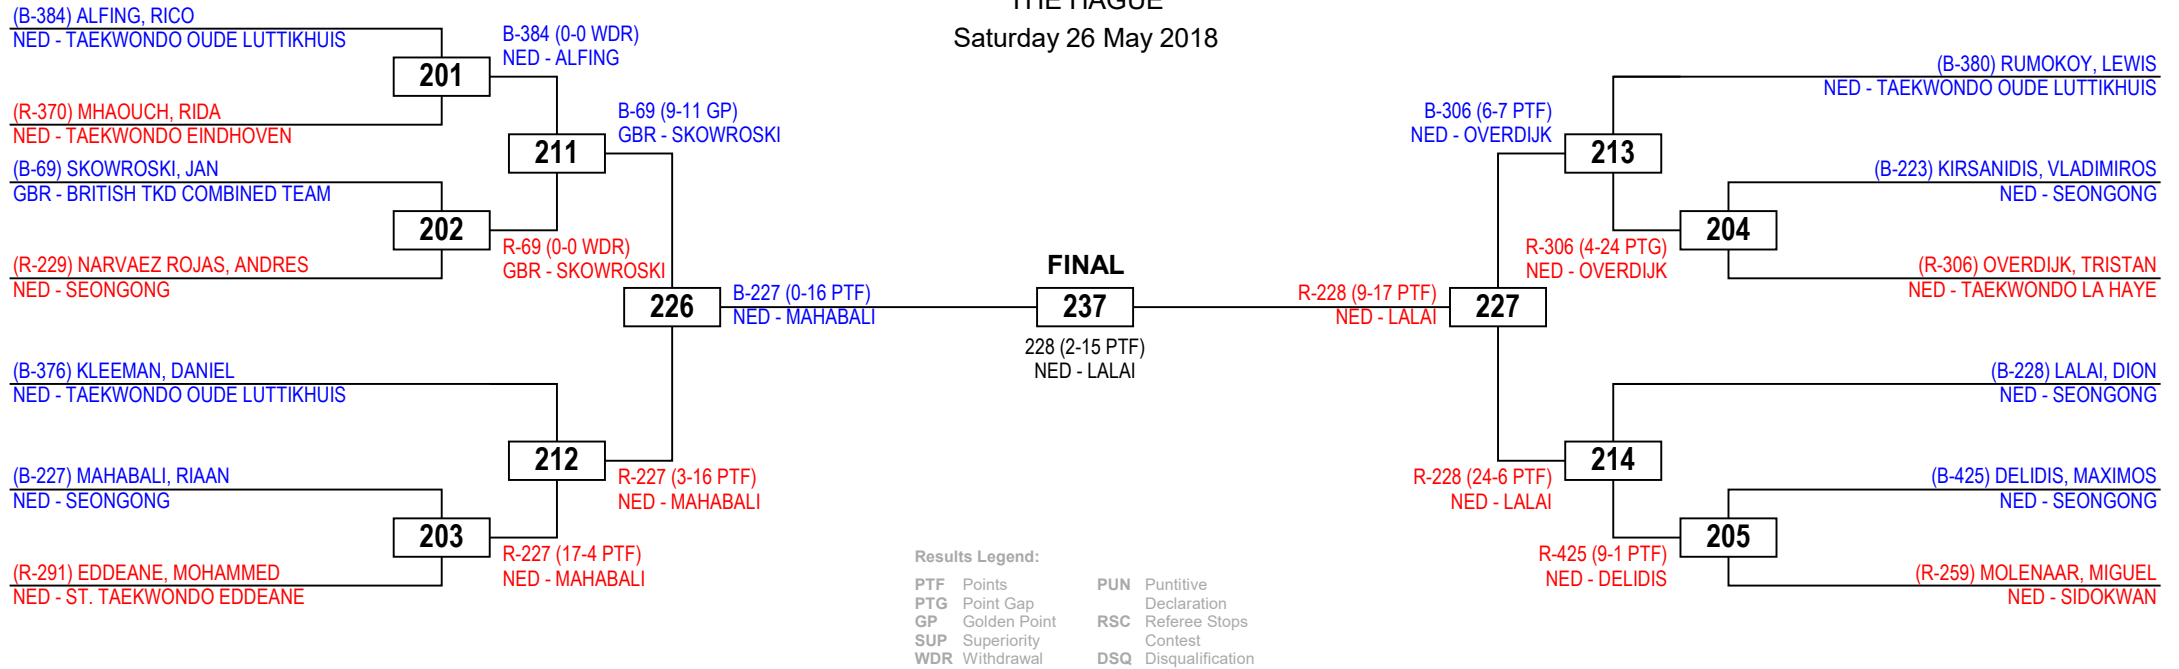 THE HAGUE
Saturday 26 May 2018
(B-384) ALFING, RICO
NED - TAEKWONDO OUDE LUTTIKHUIS
201
B-384 (0-0 WDR)
NED - ALFING
(R-370) MHAOUCH, RIDA
NED - TAEKWONDO EINDHOVEN
211
B-69 (9-11 GP)
GBR - SKOWROSKI
(B-69) SKOWROSKI, JAN
GBR - BRITISH TKD COMBINED TEAM
202
R-69 (0-0 WDR)
GBR - SKOWROSKI
(R-229) NARVAEZ ROJAS, ANDRES
NED - SEONGONG
226
B-227 (0-16 PTF)
NED - MAHABALI
(B-376) KLEEMAN, DANIEL
NED - TAEKWONDO OUDE LUTTIKHUIS
212
R-227 (3-16 PTF)
NED - MAHABALI
(B-227) MAHABALI, RIAAN
NED - SEONGONG
203
R-227 (17-4 PTF)
NED - MAHABALI
(R-291) EDDEANE, MOHAMMED
NED - ST. TAEKWONDO EDDEANE
FINAL
237
228 (2-15 PTF)
NED - LALAI
(B-380) RUMOKOY, LEWIS
NED - TAEKWONDO OUDE LUTTIKHUIS
B-306 (6-7 PTF)
NED - OVERDIJK
213
(B-223) KIRSANIDIS, VLADIMIROS
NED - SEONGONG
204
R-306 (4-24 PTG)
NED - OVERDIJK
(R-306) OVERDIJK, TRISTAN
NED - TAEKWONDO LA HAYE
R-228 (9-17 PTF)
NED - LALAI
227
(B-228) LALAI, DION
NED - SEONGONG
214
R-228 (24-6 PTF)
NED - LALAI
(B-425) DELIDIS, MAXIMOS
NED - SEONGONG
205
R-425 (9-1 PTF)
NED - DELIDIS
(R-259) MOLENAAR, MIGUEL
NED - SIDOKWAN
Results Legend:
PTF Points
PTG Point Gap
GP Golden Point
SUP Superiority
WDR Withdrawal
PUN Puntitive
Declaration
RSC Referee Stops
Contest
DSQ Disqualification